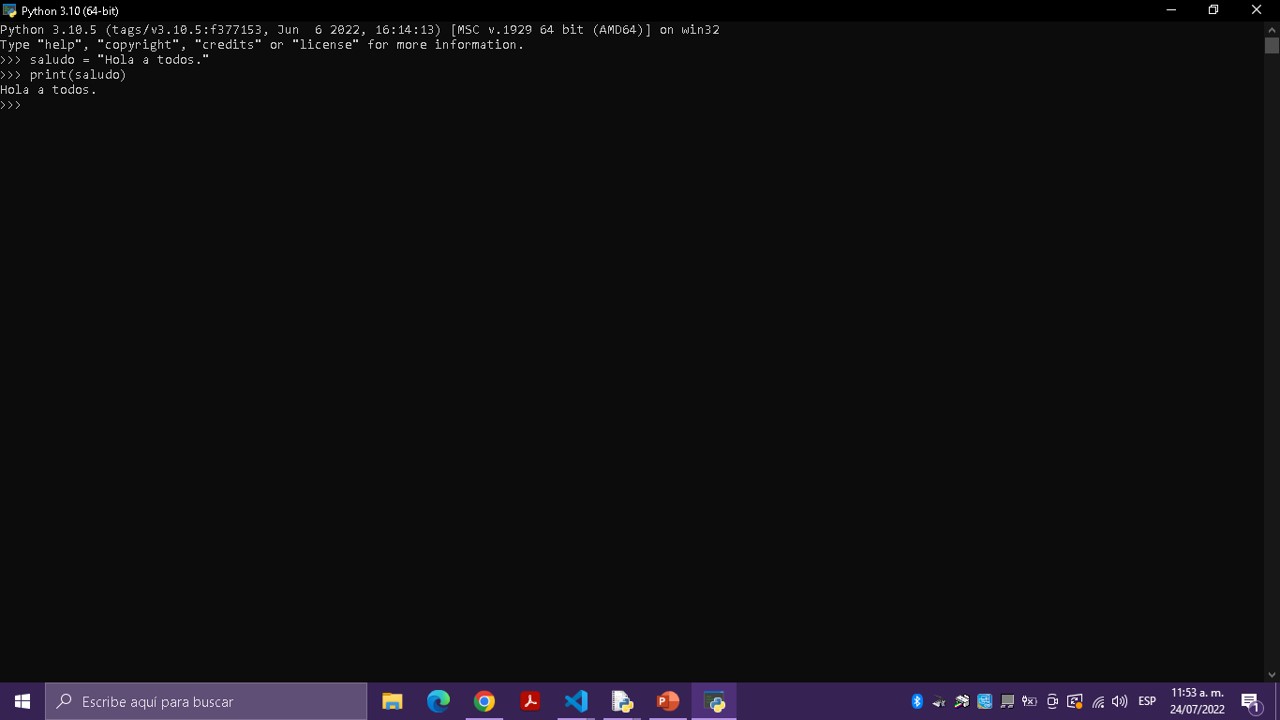 Python 3.10 (64-bit)
Python 3.10.5 (tags/v3.10.5:f377153, Jun  6 2022, 16:14:13) [MSC v.1929 64 bit (AMD64)] on win32
Type "help", "copyright", "credits" or "license" for more information.
>>> saludo = "Hola a todos."
>>> print(saludo)
Hola a todos.
>>>
Escribe aquí para buscar
ESP
11:53 a. m.
24/07/2022
1